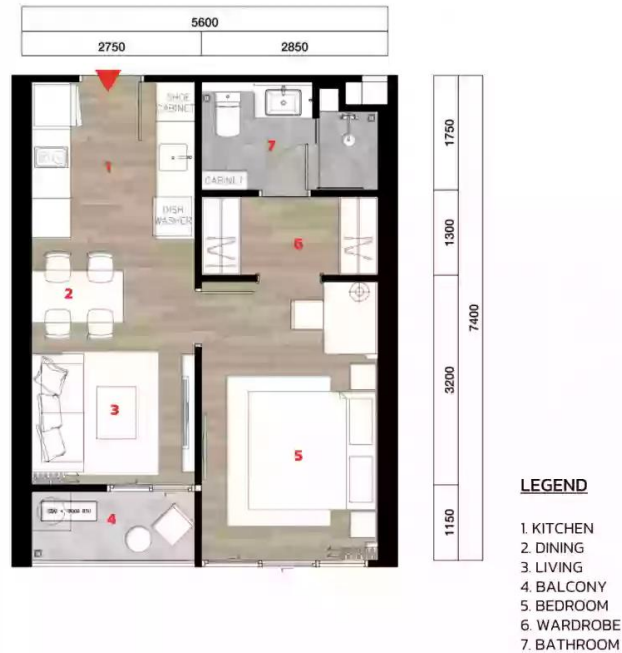 5600
2750
2850
SHOE
CABINET
1
7
1750
CABINET
DISH
WASHER
6
1300
2
7400
3
3200
5
4
1150
LEGEND
1. KITCHEN
2. DINING
3. LIVING
4. BALCONY
5. BEDROOM
6. WARDROBE
7. BATHROOM